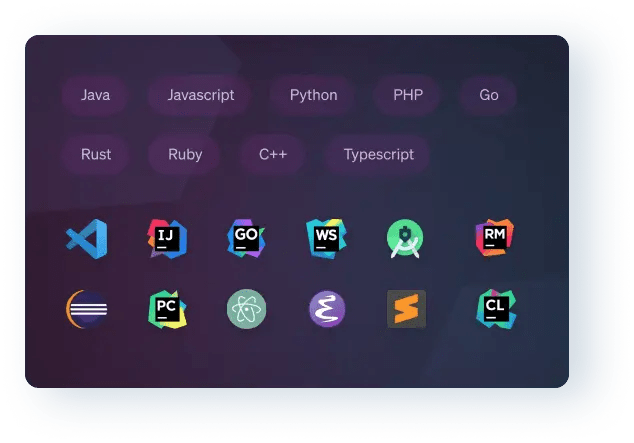 Java Javascript Python PHP Go
Rust Ruby C++ Typescript
IJ GO WS RM
PC CL